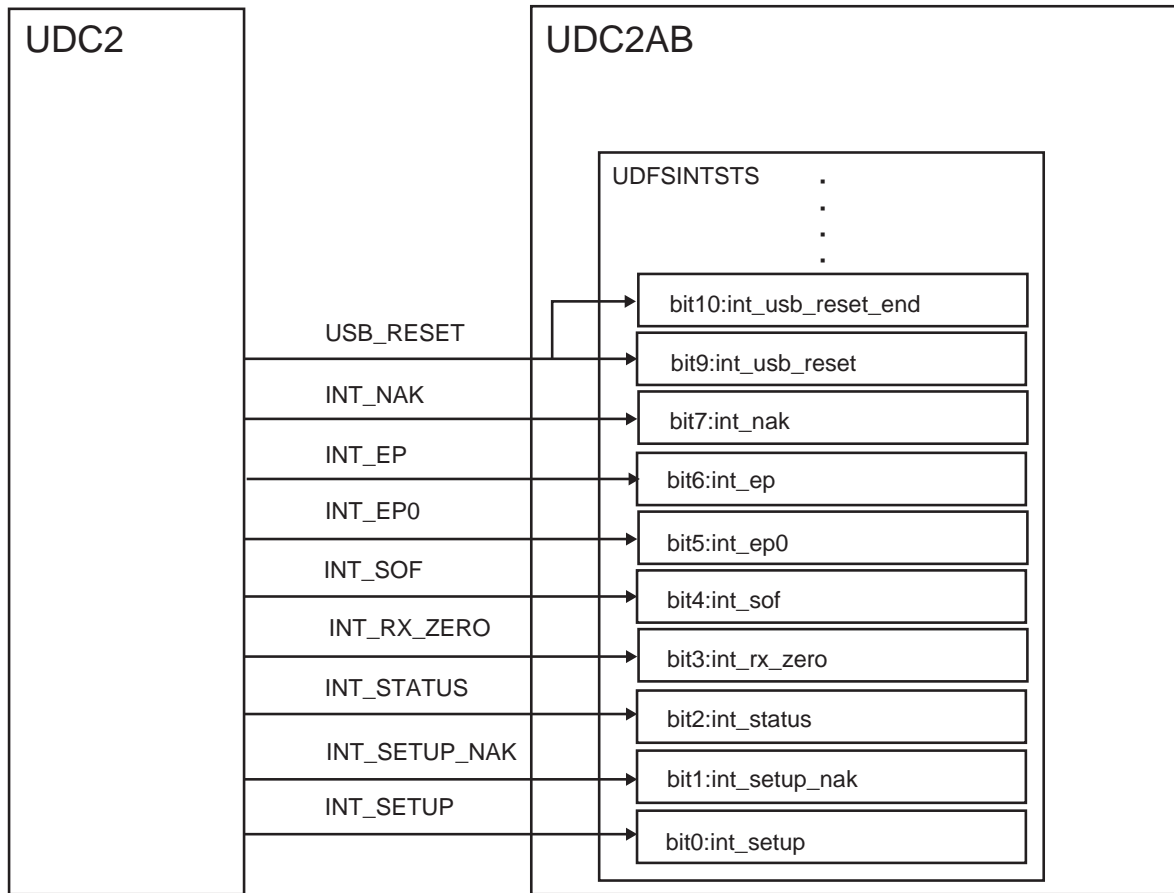 UDC2
UDC2AB
UDFSINTSTS
bit10:int_usb_reset_end
USB_RESET
bit9:int_usb_reset
INT_NAK
bit7:int_nak
INT_EP
bit6:int_ep
INT_EP0
bit5:int_ep0
INT_SOF
bit4:int_sof
INT_RX_ZERO
bit3:int_rx_zero
INT_STATUS
bit2:int_status
INT_SETUP_NAK
bit1:int_setup_nak
INT_SETUP
bit0:int_setup